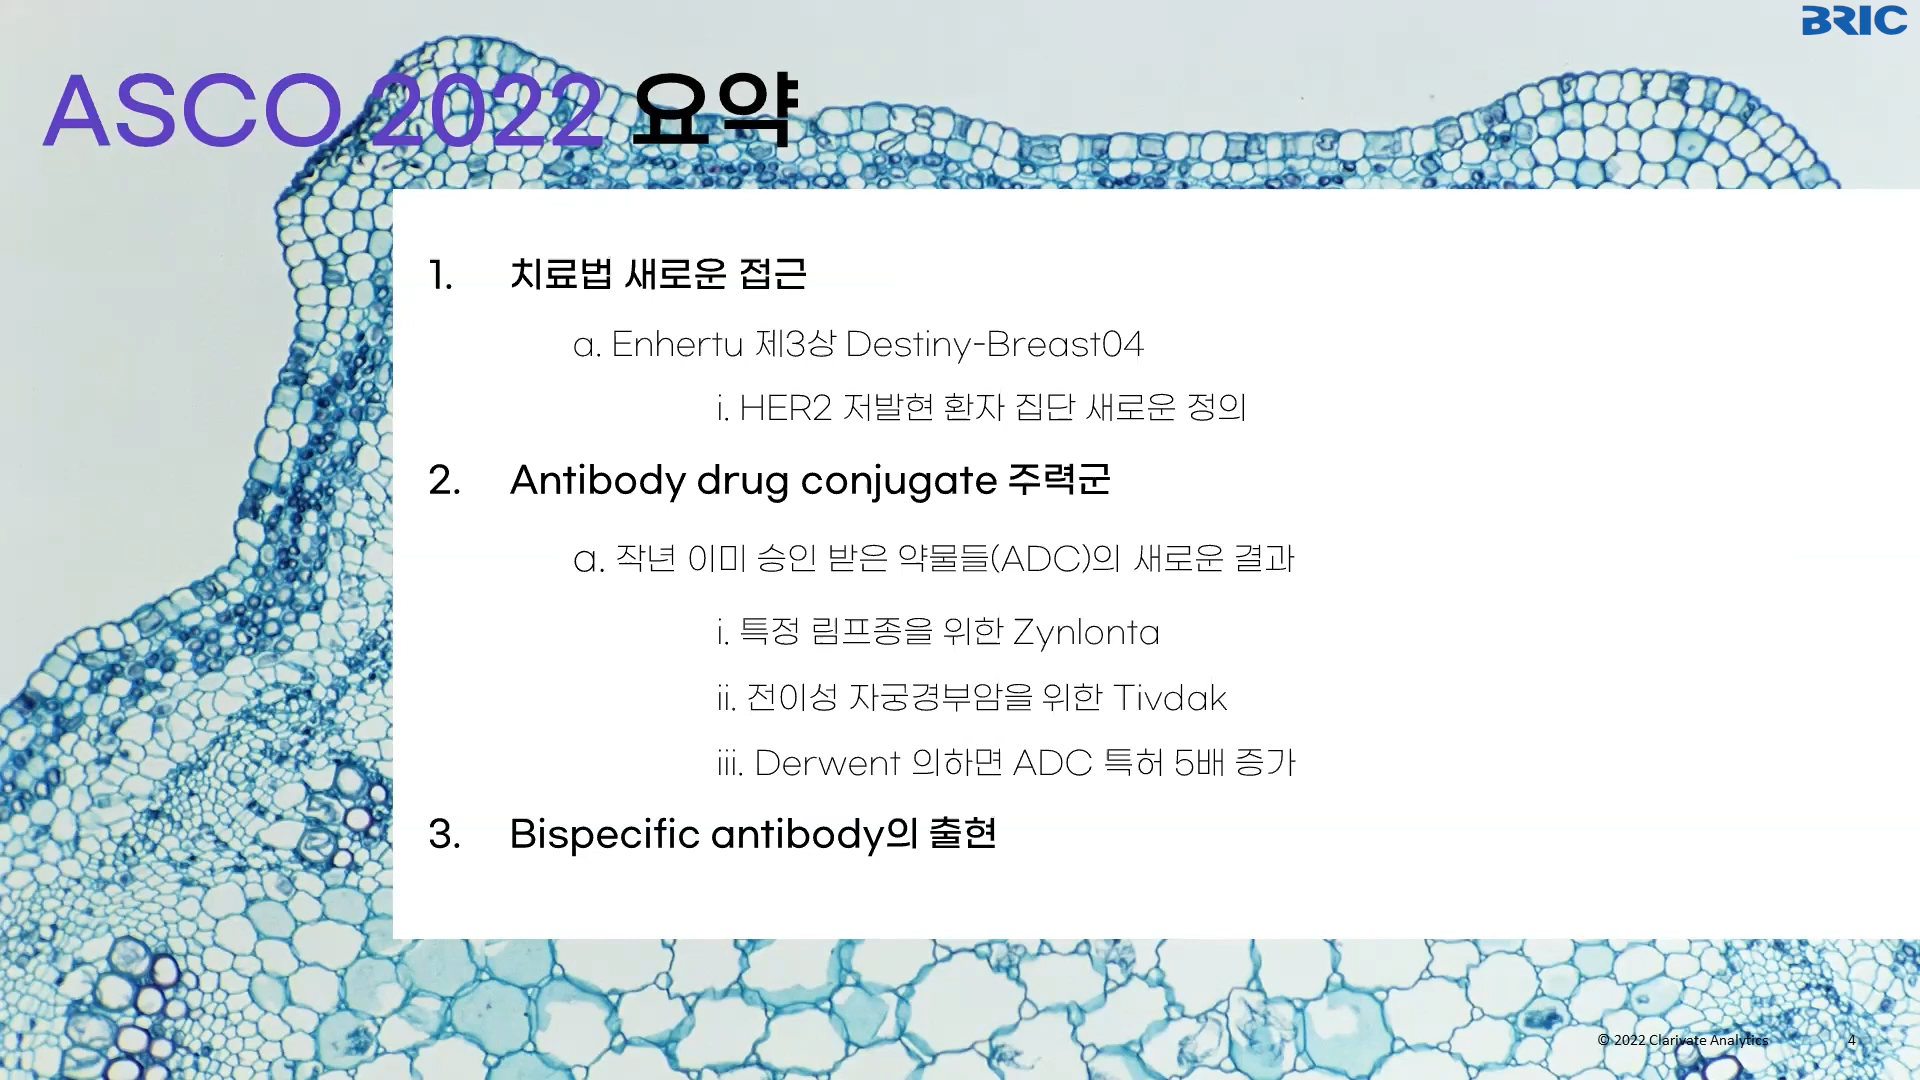 BRIC
ASCO 2022 요약
1. 치료법 새로운 접근
a. Enhertu 제3상 Destiny-Breast04
i. HER2 저발현 환자 집단 새로운 정의
2. Antibody drug conjugate 주력군
a. 작년 이미 승인 받은 약물들(ADC)의 새로운 결과
i. 특정 림프종을 위한 Zynlonta
ii. 전이성 자궁경부암을 위한 Tivdak
iii. Derwent 의하면 ADC 특허 5배 증가
3. Bispecific antibody의 출현
© 2022 Clarivate Analytics 4